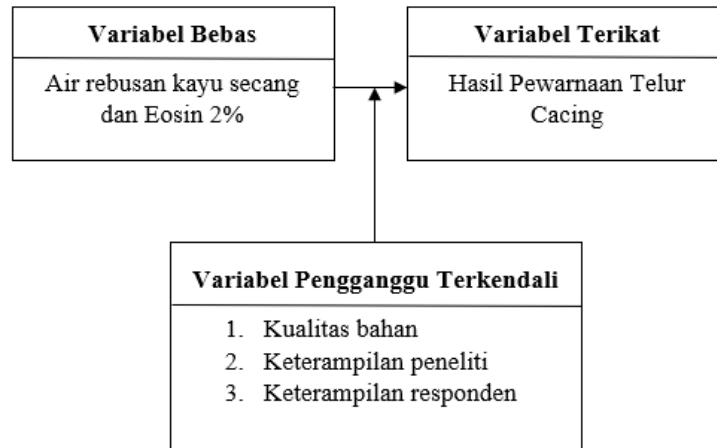 Variabel Bebas
Air rebusan kayu secang
dan Eosin 2%
Variabel Terikat
Hasil Pewarnaan Telur
Cacing
Variabel Pengganggu Terkendali
1. Kualitas bahan
2. Keterampilan peneliti
3. Keterampilan responden